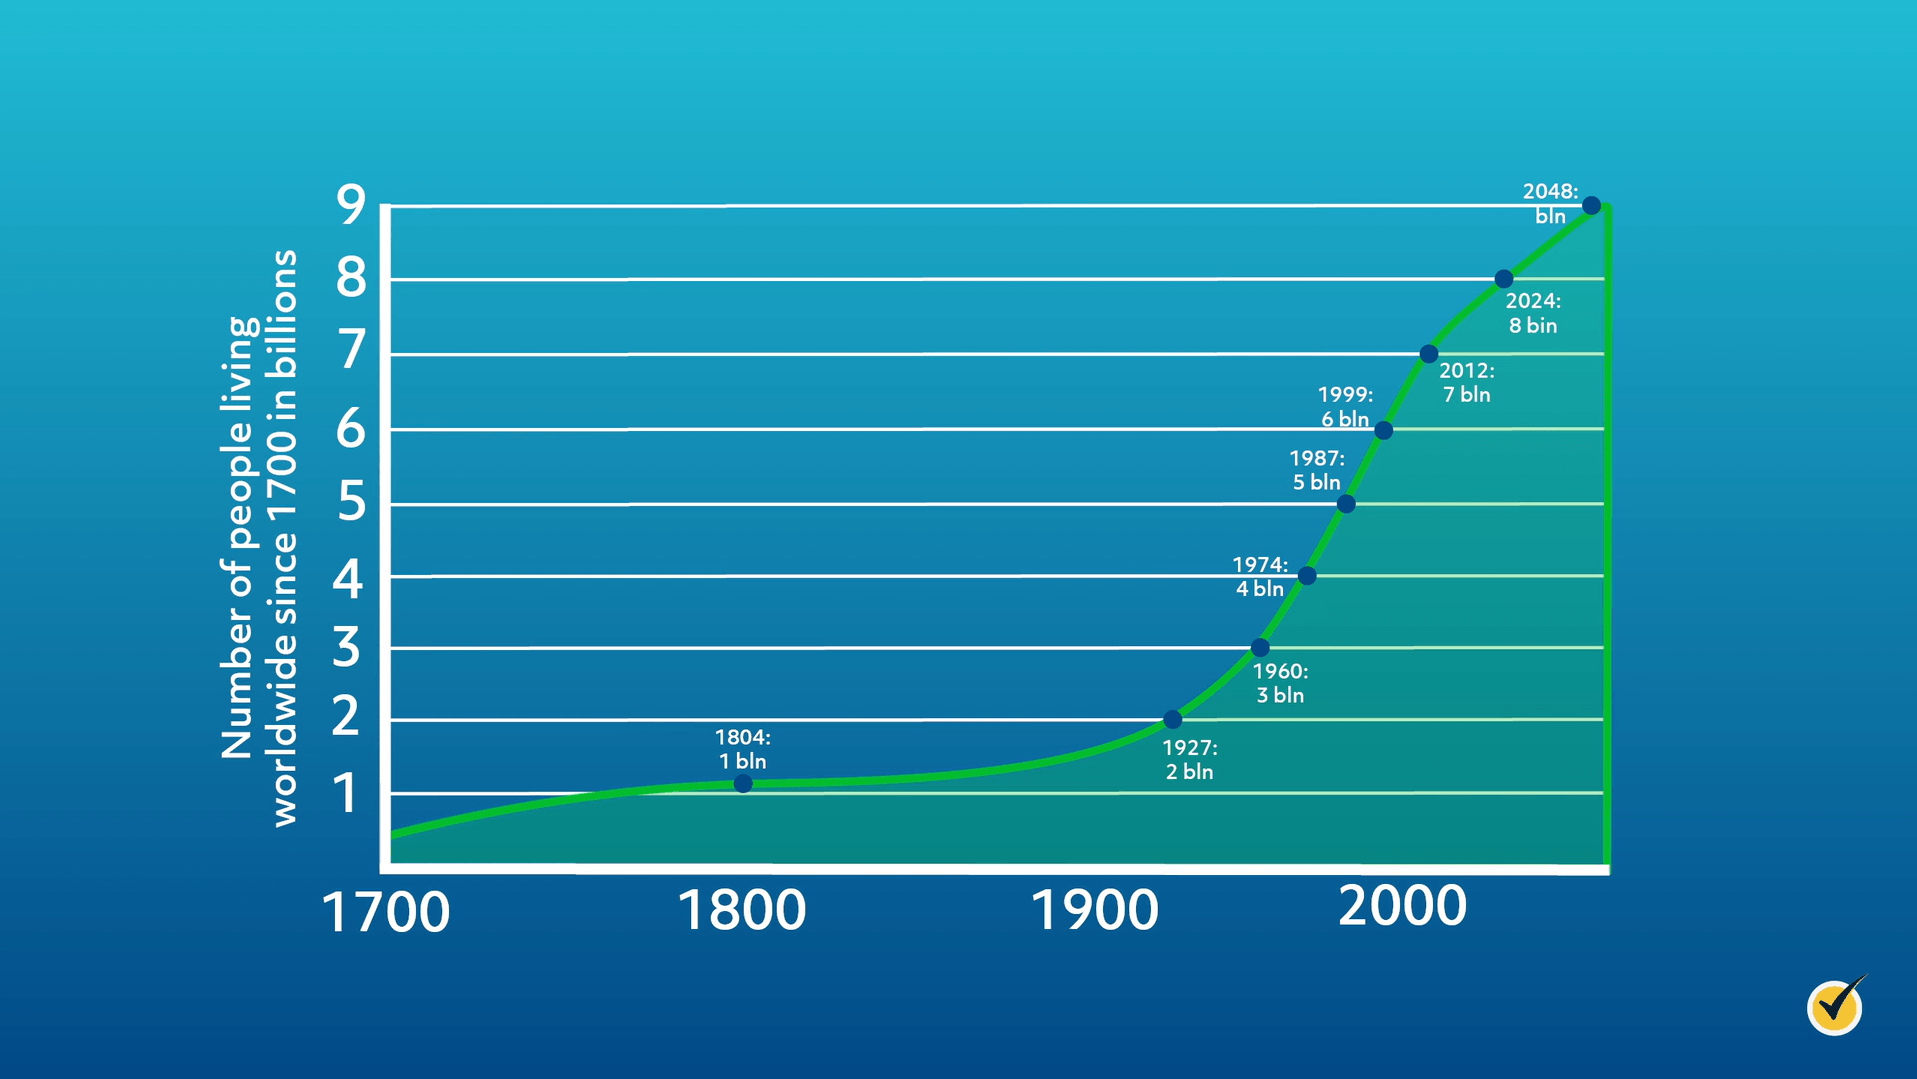 Number of people living
worldwide since 1700 in billions
9
8
7
6
5
4
3
2
1
2048:
bln
2024:
8 bin
2012:
7 bln
1999:
6 bln
1987:
5 bln
1974:
4 bln
1960:
3 bln
1927:
2 bln
1804:
1 bln
1700
1800
1900
2000